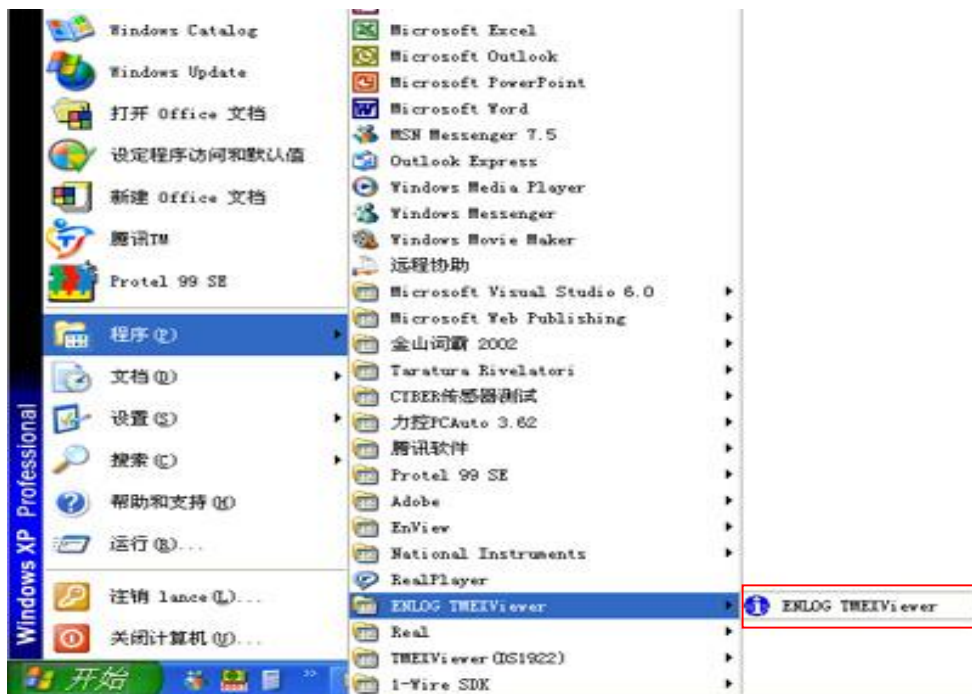 Windows Catalog
Windows Update
打开 Office 文档
设定程序访问和默认值
新建 Office 文档
腾讯TM
Protel 99 SE
程序(P)
文档(D)
设置(S)
搜索(C)
帮助和支持(H)
运行(R)...
注销 lance(L)...
关闭计算机(U)...
Windows XP Professional
开始
Microsoft Excel
Microsoft Outlook
Microsoft PowerPoint
Microsoft Word
MSN Messenger 7.5
Outlook Express
Windows Media Player
Windows Messenger
Windows Movie Maker
远程协助
Microsoft Visual Studio 6.0
Microsoft Web Publishing
金山词霸 2002
Taratura Rivelatori
CYBER传感器测试
力控PCAuto 3.62
腾讯软件
Protel 99 SE
Adobe
EnView
National Instruments
RealPlayer
ENLOG TMEXViewer
Real
TMEXViewer(DS1922)
1-Wire SDK
ENLOG TMEXViewer